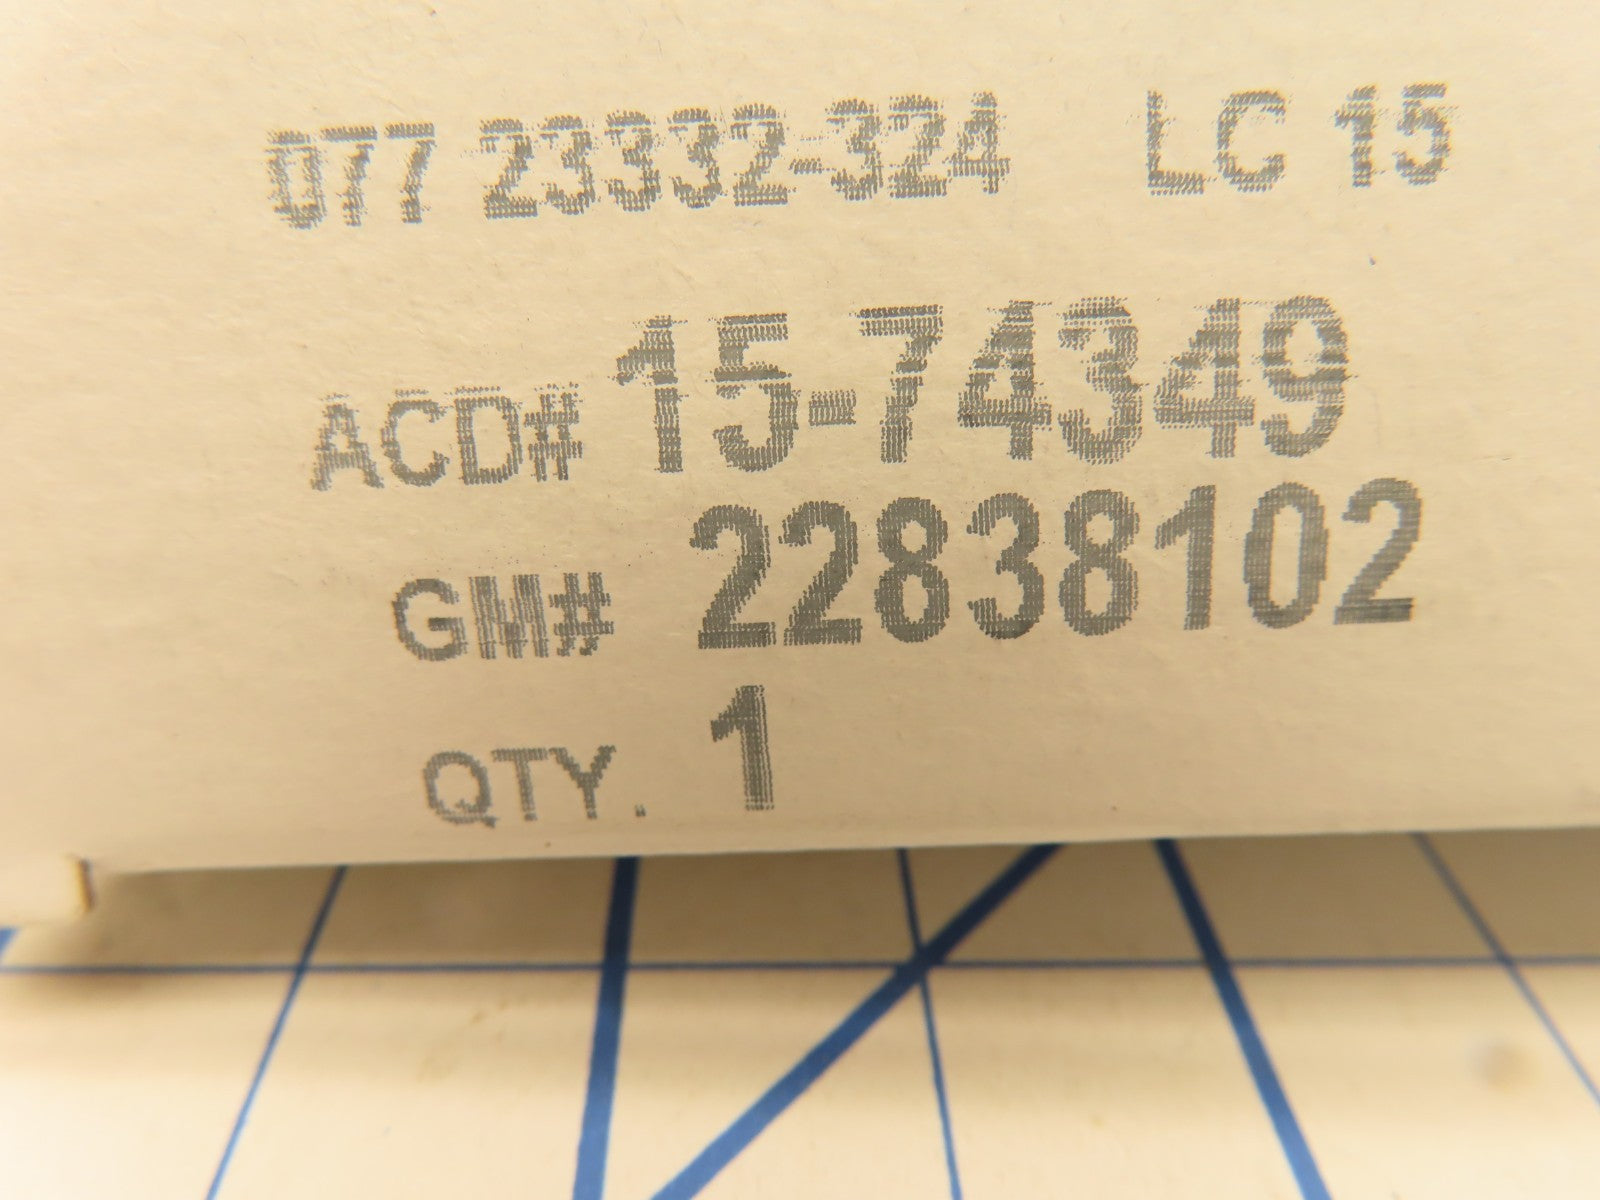 077 23332-324 LC 15
ACD# 15-74349
GM# 22838102
QTY. 1